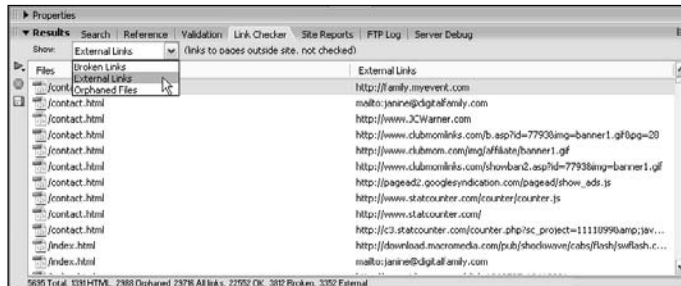 Properties
Results Search Reference Validation Link Checker Site Reports FTP Log Server Debug
Show: External Links (links to pages outside site, not checked)
Broken Links
External Links
Orphaned Files
Files External Links
http://family.myevent.com
/contact.html mailto:janine@digitalfamily.com
/contact.html http://www.JCWarner.com
/contact.html http://www.clubmomlinks.com/b.asp?id=7793&img=banner1.gif&pg=28
/contact.html http://www.clubmom.com/img/affiliate/banner1.gif
/contact.html http://www.clubmomlinks.com/showban2.asp?id=7793&img=banner1.gif
/contact.html http://pagead2.googlesyndication.com/pagead/show_ads.js
/contact.html http://www.statcounter.com/counter/counter.js
/contact.html http://www.statcounter.com/
/contact.html http://c3.statcounter.com/counter.php?sc_project=1111099&amp;jav...
/index.html http://download.macromedia.com/pub/shockwave/cabs/flash/swflash.c...
/index.html mailto:janine@digitalfamily.com
5695 Total, 1391HTML, 2988 Orphaned 29716 All links, 22552 OK, 3812 Broken, 3352 External